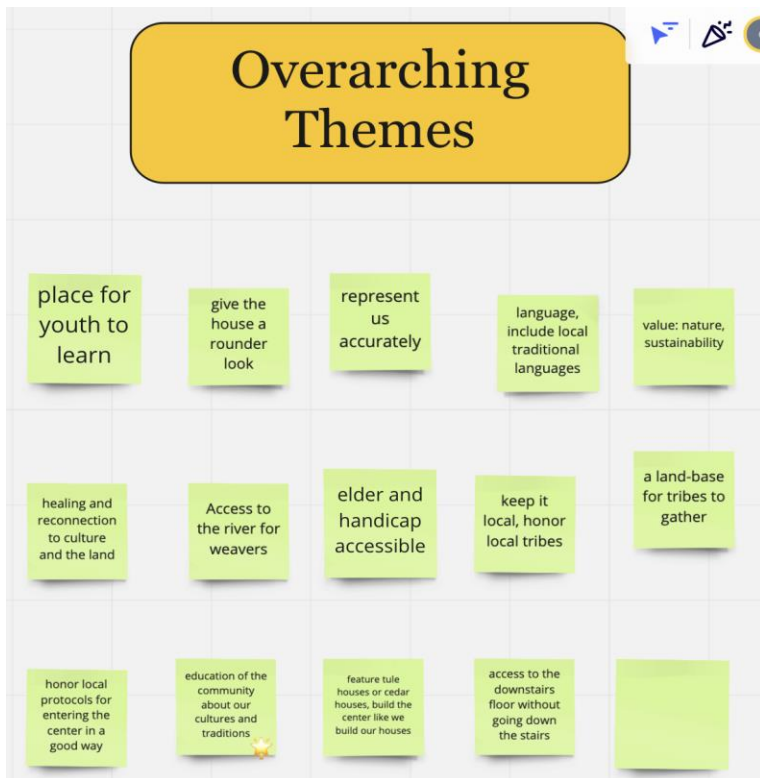 Overarching
Themes
place for
youth to
learn
give the
house a
rounder
look
represent
us
accurately
language,
include local
traditional
languages
value: nature,
sustainability
healing and
reconnection
to culture
and the land
Access to
the river for
weavers
elder and
handicap
accessible
keep it
local, honor
local tribes
a land-base
for tribes to
gather
honor local
protocols for
entering the
center in a
good way
education of the
community
about our
cultures and
traditions
feature tule
houses or cedar
houses, build the
center like we
build our houses
access to the
downstairs
floor without
going down
the stairs